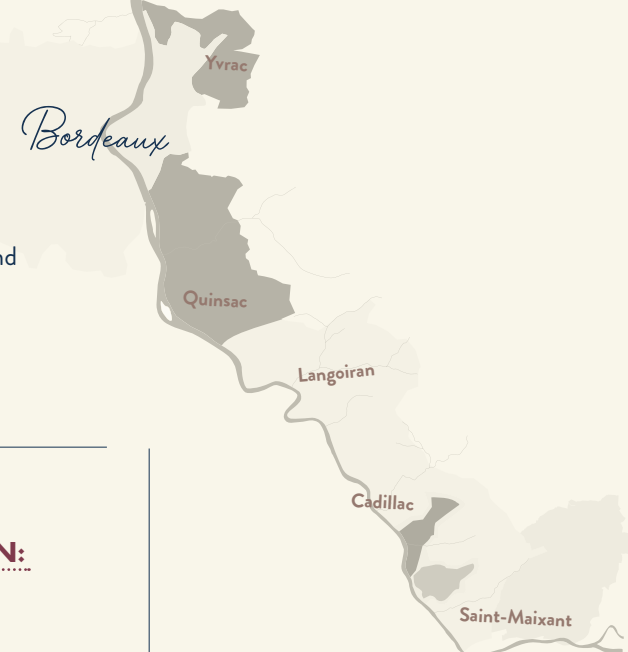 Yvrac
Bordeaux
nd
Quinsac
Langoiran
Cadillac
N:
Saint-Maixant